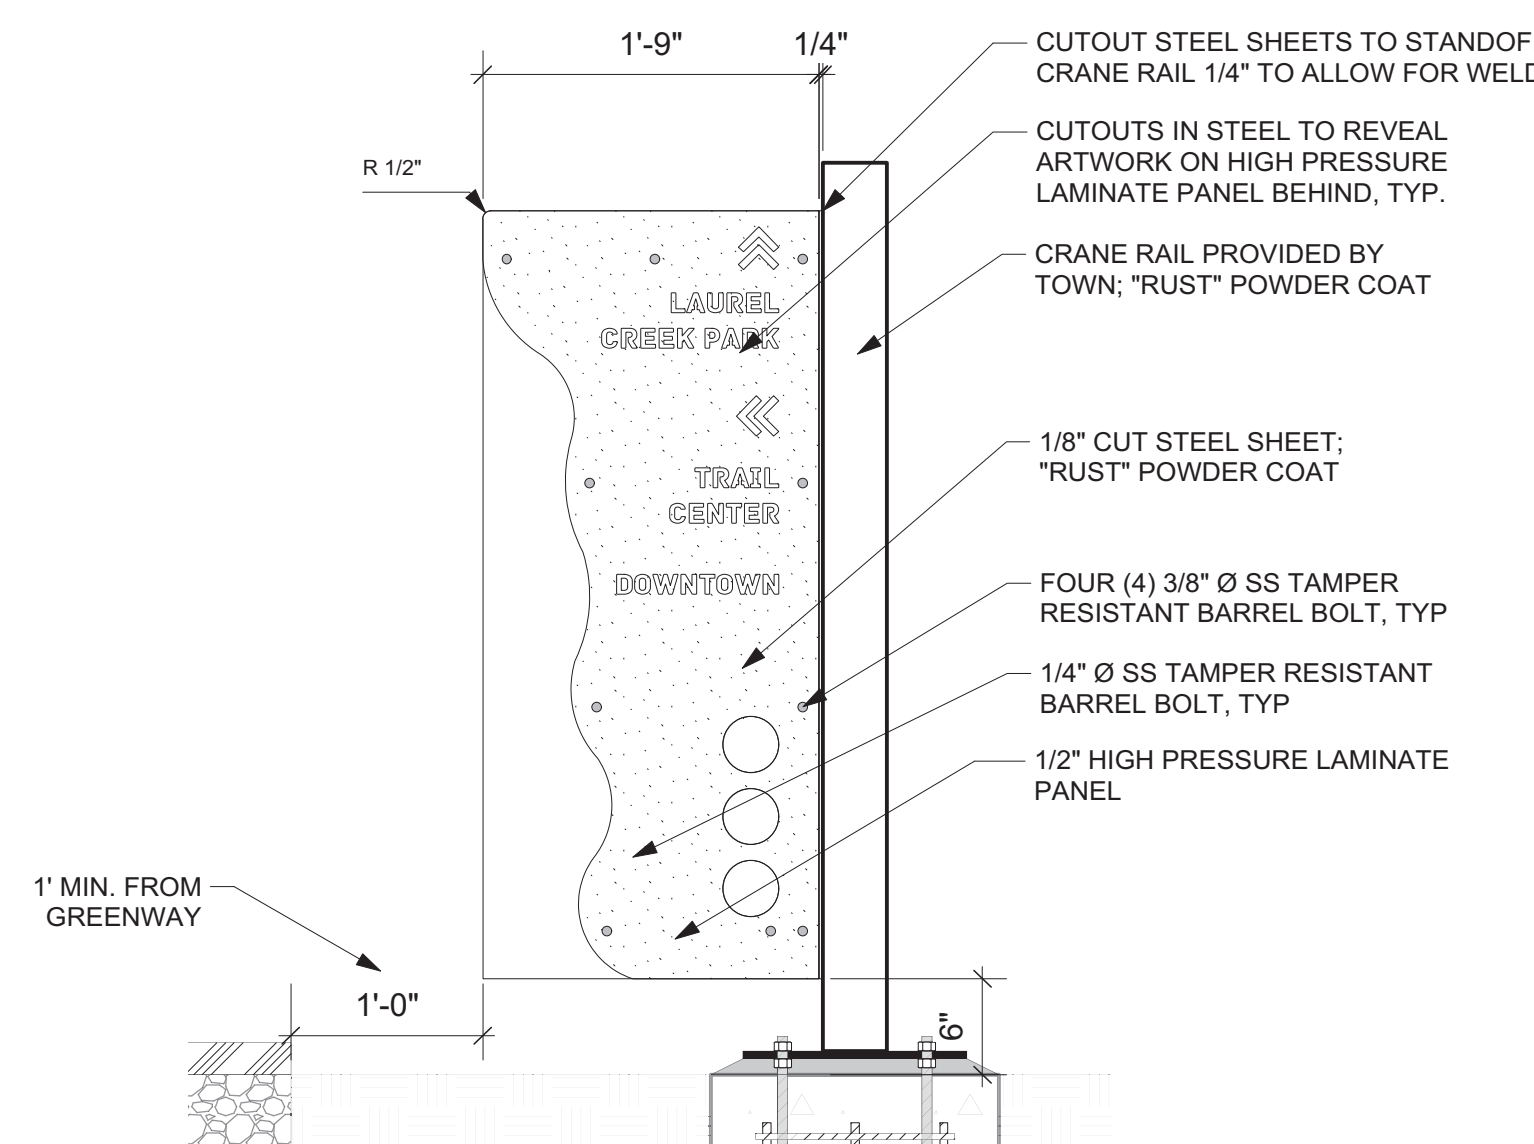 1'-9"
1/4"
CUTOUT STEEL SHEETS TO STANDOF
CRANE RAIL 1/4" TO ALLOW FOR WELD
CUTOUTS IN STEEL TO REVEAL
ARTWORK ON HIGH PRESSURE
LAMINATE PANEL BEHIND, TYP.
R 1/2"
CRANE RAIL PROVIDED BY
TOWN; "RUST" POWDER COAT
LAUREL
CREEK PARK
1/8" CUT STEEL SHEET;
"RUST" POWDER COAT
TRAIL
CENTER
DOWNTOWN
FOUR (4) 3/8" Ø SS TAMPER
RESISTANT BARREL BOLT, TYP
1/4" Ø SS TAMPER RESISTANT
BARREL BOLT, TYP
1/2" HIGH PRESSURE LAMINATE
PANEL
1' MIN. FROM
GREENWAY
1'-0"
6"